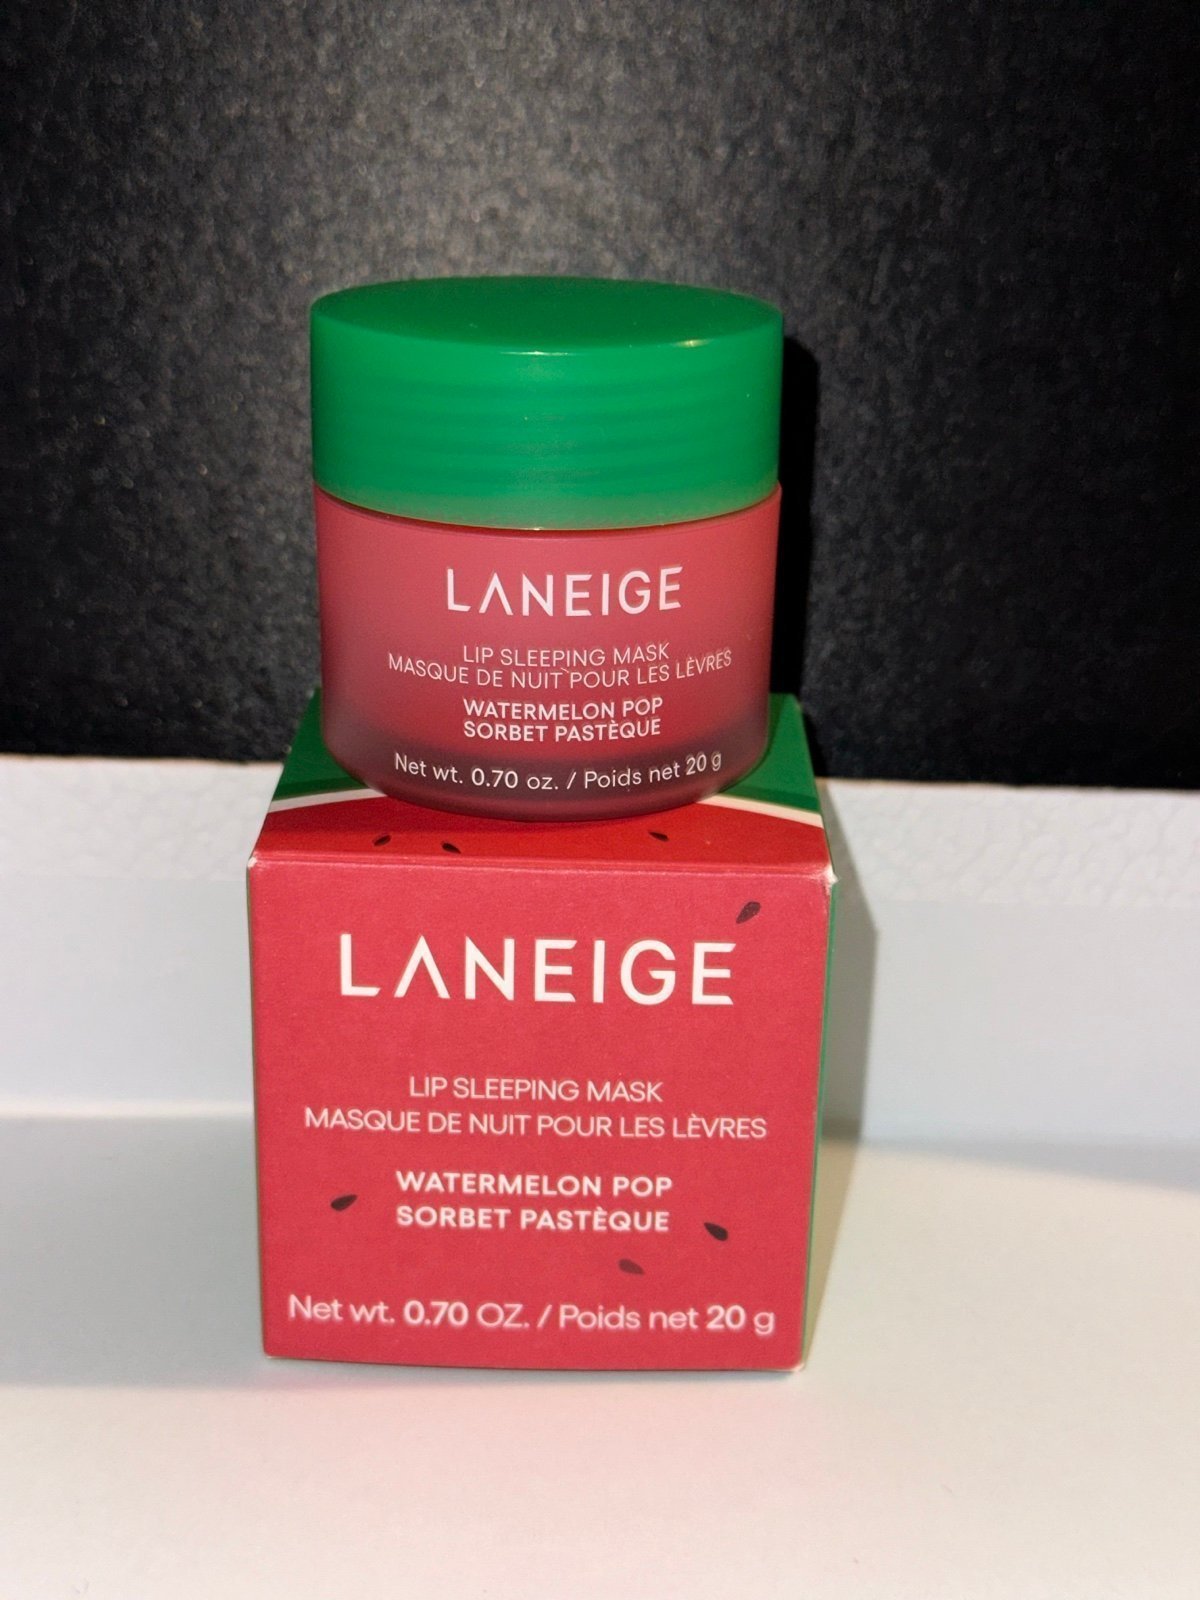 LANEIGE
LIP SLEEPING MASK
MASQUE DE NUIT POUR LES LÈVRES
WATERMELON POP
SORBET PASTÈQUE
Net wt. 0.70 oz. / Poids net 20 g
LANEIGE
LIP SLEEPING MASK
MASQUE DE NUIT POUR LES LÈVRES
WATERMELON POP
SORBET PASTÈQUE
Net wt. 0.70 OZ. / Poids net 20 g